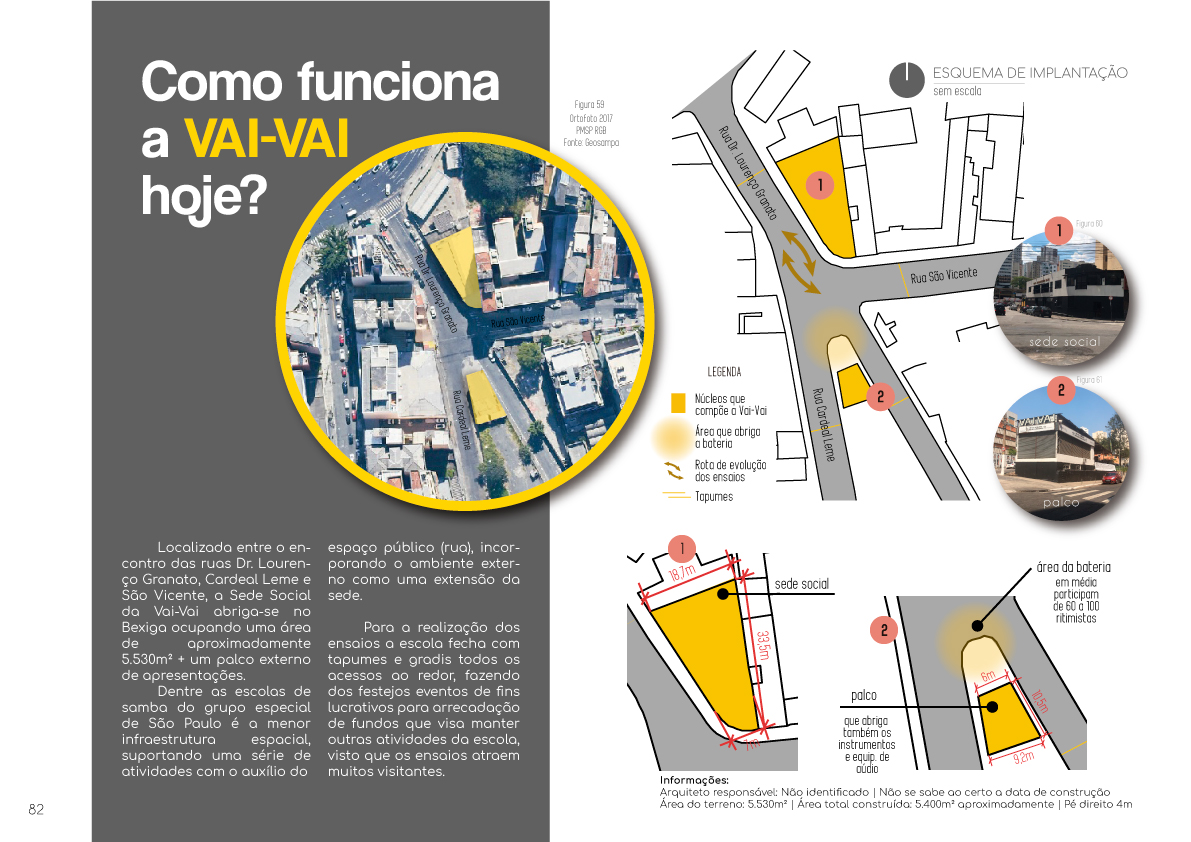 Como funciona
a VAI-VAI
hoje?
Figura 59
Ortofoto 2017
PMSP RGB
Fonte: Geosampa
Rua Dr. Lourenço Granato
Rua São Vicente
Rua Cardeal Leme
Localizada entre o en-
contro das ruas Dr. Louren-
ço Granato, Cardeal Leme e
São Vicente, a Sede Social
da Vai-Vai abriga-se no
Bexiga ocupando uma área
de aproximadamente
5.530m² + um palco externo
de apresentações.
Dentre as escolas de
samba do grupo especial
de São Paulo é a menor
infraestrutura espacial,
suportando uma série de
atividades com o auxílio do
espaço público (rua), incor-
porando o ambiente exter-
no como uma extensão da
sede.
Para a realização dos
ensaios a escola fecha com
tapumes e gradis todos os
acessos ao redor, fazendo
dos festejos eventos de fins
lucrativos para arrecadação
de fundos que visa manter
outras atividades da escola,
visto que os ensaios atraem
muitos visitantes.
82
ESQUEMA DE IMPLANTAÇÃO
sem escala
Rua Dr. Lourenço Granato
1
Rua São Vicente
2
Rua Cardeal Leme
1
Figura 60
sede social
2
Figura 61
VAI-VAI
palco
LEGENDA
Núcleos que
compõe a Vai-Vai
Área que abriga
a bateria
Rota de evolução
dos ensaios
Tapumes
1
18,7m
sede social
33,5m
7m
2
área da bateria
em média
participam
de 60 a 100
ritimistas
palco
que abriga
também os
instrumentos
e equip. de
aúdio
6m
10,5m
9,2m
Informações:
Arquiteto responsável: Não identificado | Não se sabe ao certo a data de construção
Área do terreno: 5.530m² | Área total construída: 5.400m² aproximadamente | Pé direito 4m